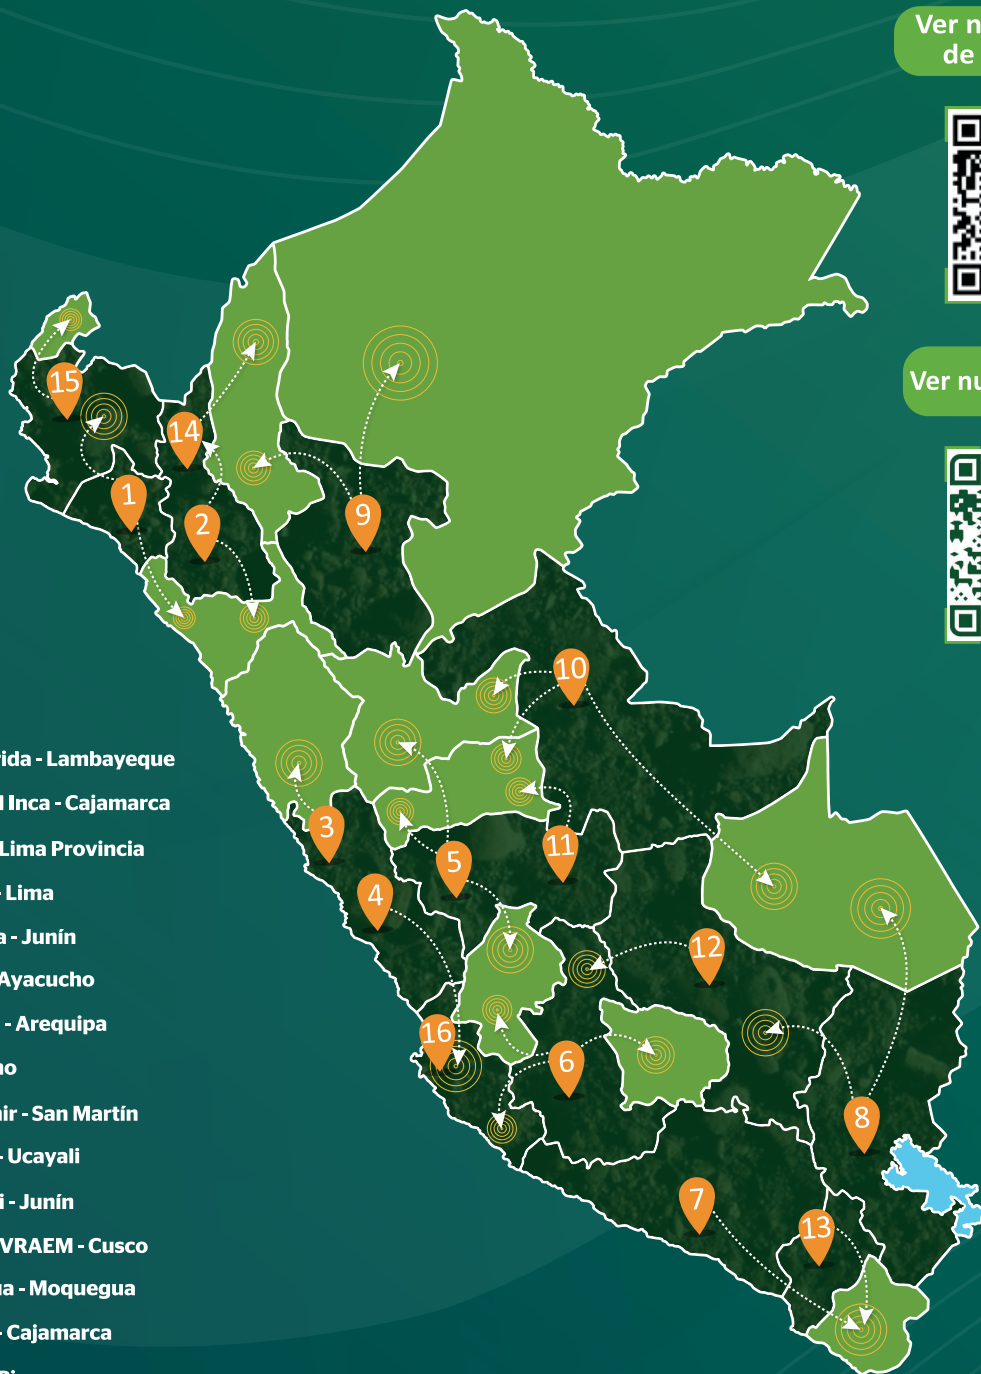 Ver n
de
Ver nu
15
14
1
2
9
10
3
11
5
4
12
16
6
8
7
13
ida - Lambayeque
l Inca - Cajamarca
Lima Provincia
- Lima
a - Junín
Ayacucho
- Arequipa
no
ir - San Martín
- Ucayali
i - Junín
VRAEM - Cusco
ua - Moquegua
- Cajamarca